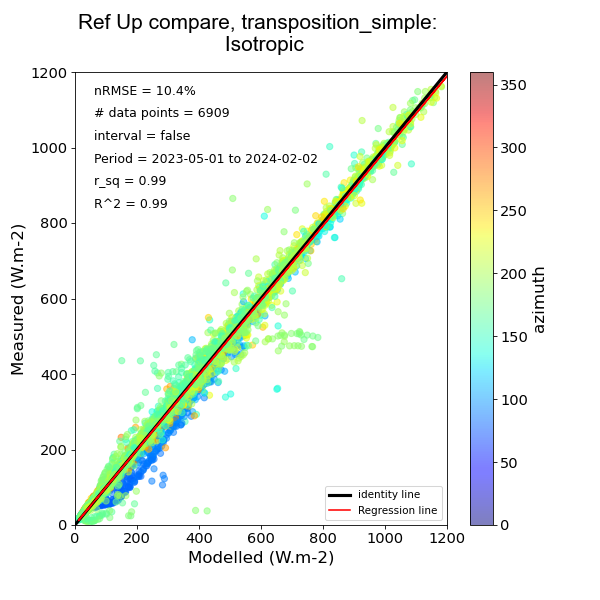 Ref Up compare, transposition_simple:
Isotropic
nRMSE = 10.4%
# data points = 6909
interval = false
Period = 2023-05-01 to 2024-02-02
r_sq = 0.99
R^2 = 0.99
1200
1000
800
600
400
200
0
Measured (W.m-2)
0 200 400 600 800 1000 1200
Modelled (W.m-2)
identity line
Regression line
350
300
250
200
150
100
50
0
azimuth